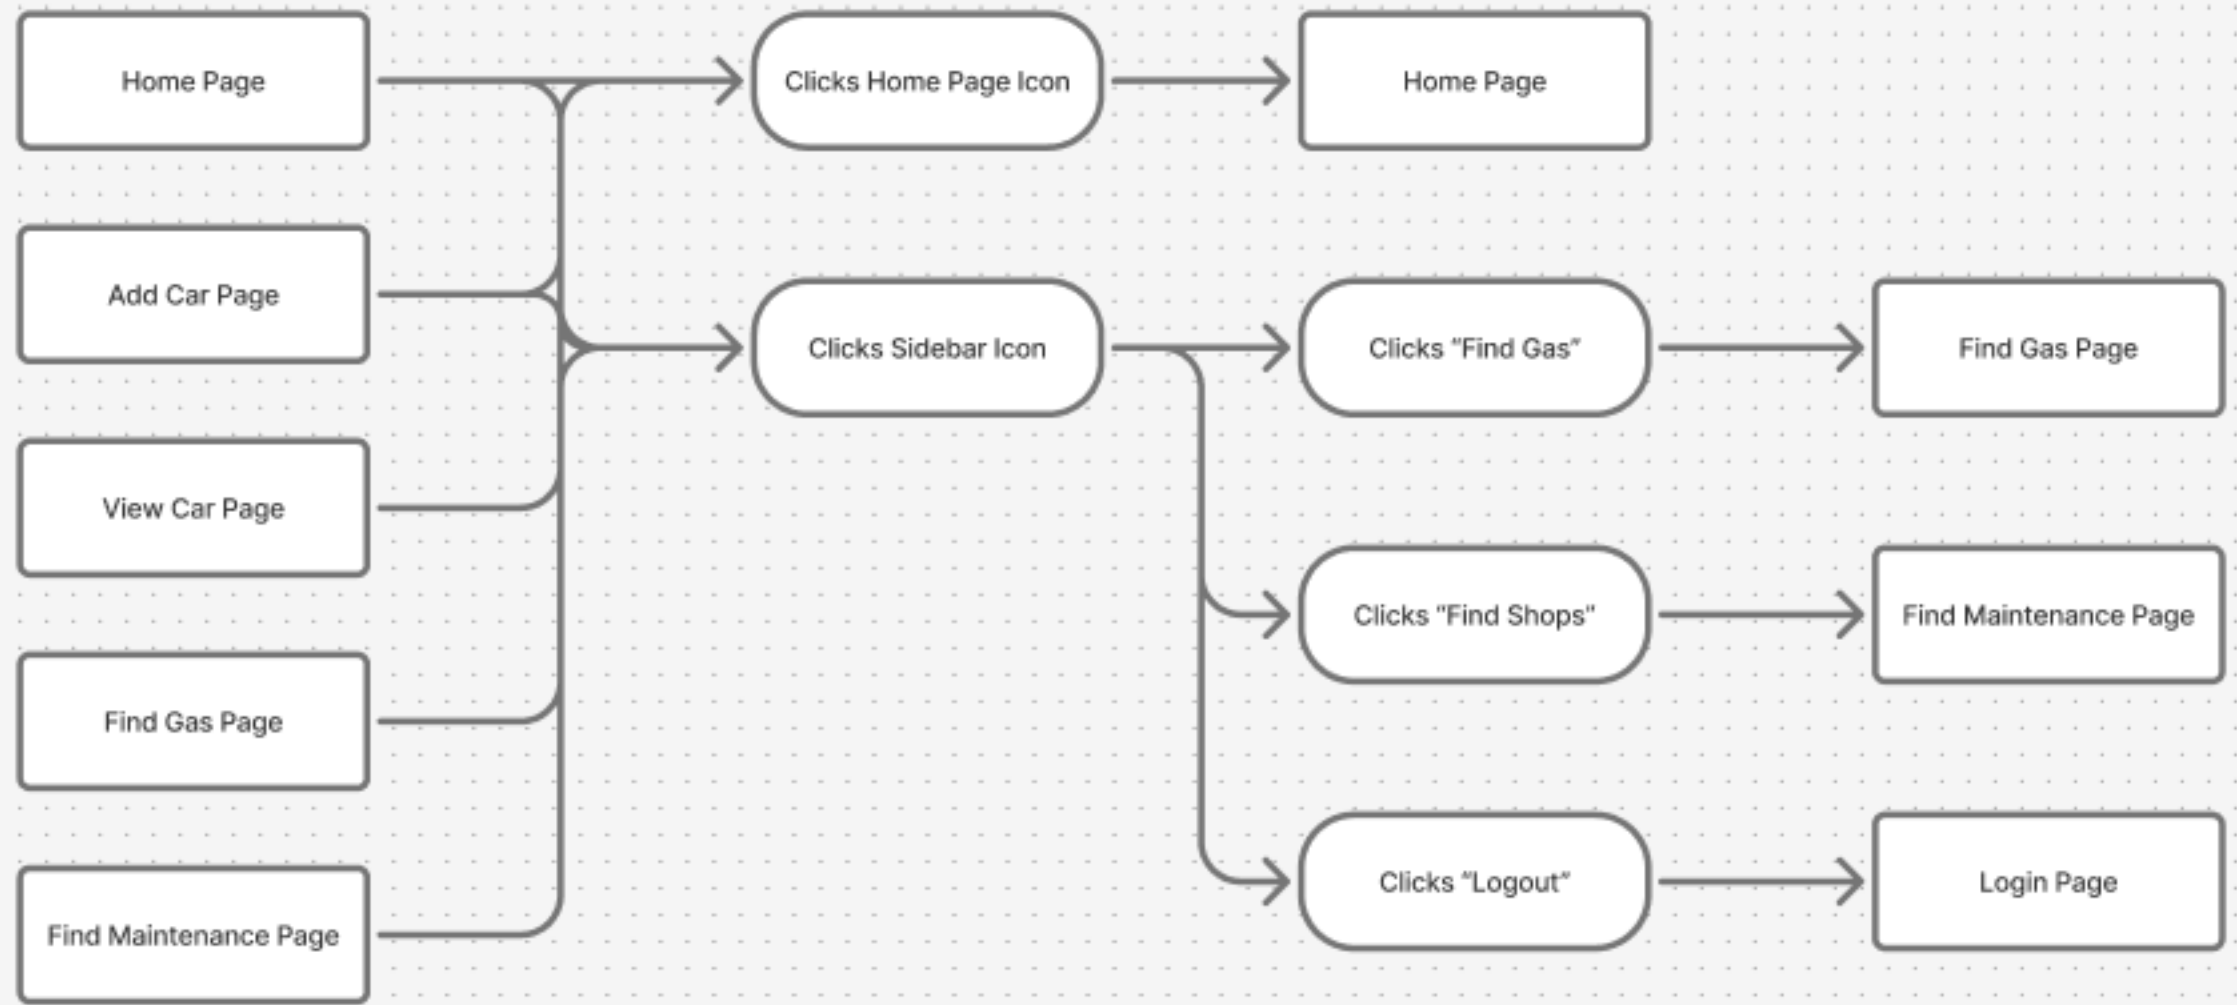 Home Page
Clicks Home Page Icon
Home Page
Add Car Page
Clicks Sidebar Icon
Clicks “Find Gas”
Find Gas Page
View Car Page
Clicks "Find Shops"
Find Maintenance Page
Find Gas Page
Clicks “Logout”
Login Page
Find Maintenance Page